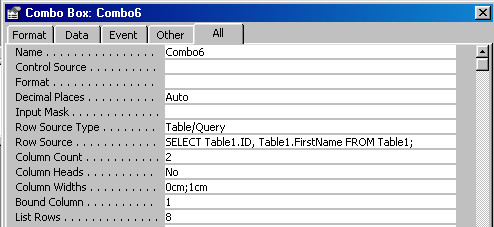 Combo Box: Combo6
Format Data Event Other All
Name . . . . . . . . . . . . . . . . . Combo6
Control Source . . . . . . . . . .
Format . . . . . . . . . . . . . . . .
Decimal Places . . . . . . . . . . Auto
Input Mask . . . . . . . . . . . . .
Row Source Type . . . . . . . . Table/Query
Row Source . . . . . . . . . . . . SELECT Table1.ID, Table1.FirstName FROM Table1;
Column Count . . . . . . . . . . . 2
Column Heads . . . . . . . . . . . No
Column Widths . . . . . . . . . . 0cm;1cm
Bound Column . . . . . . . . . . . 1
List Rows . . . . . . . . . . . . . . 8